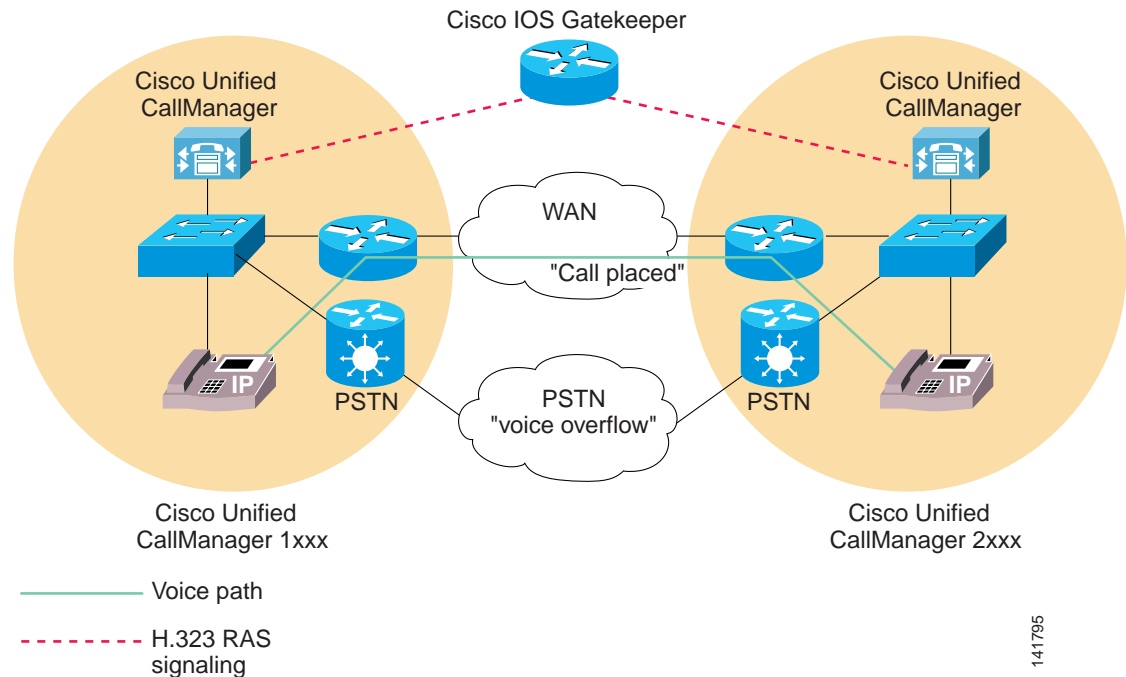 Cisco IOS Gatekeeper
Cisco Unified
CallManager
Cisco Unified
CallManager
WAN
"Call placed"
IP
PSTN
PSTN
"voice overflow"
PSTN
IP
Cisco Unified
CallManager 1xxx
Cisco Unified
CallManager 2xxx
Voice path
H.323 RAS
signaling
141795